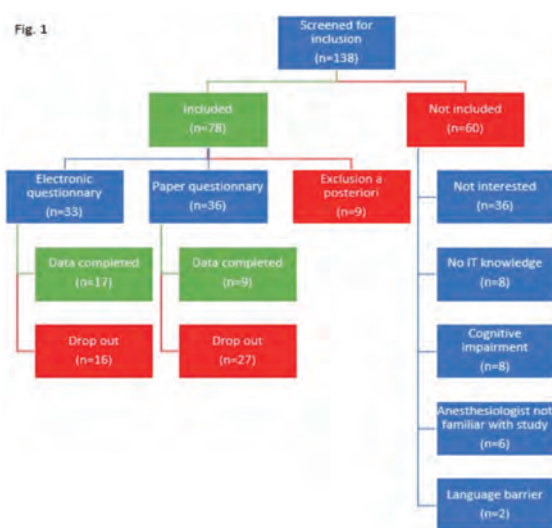 Fig. 1
Screened for
inclusion
(n=138)
Included
(n=78)
Not included
(n=60)
Electronic
questionnary
(n=33)
Paper questionnary
(n=36)
Exclusion a
posteriori
(n=9)
Not interested
(n=36)
Data completed
(n=17)
Data completed
(n=9)
No IT knowledge
(n=8)
Drop out
(n=16)
Drop out
(n=27)
Cognitive
impairment
(n=8)
Anesthesiologist not
familiar with study
(n=6)
Language barrier
(n=2)